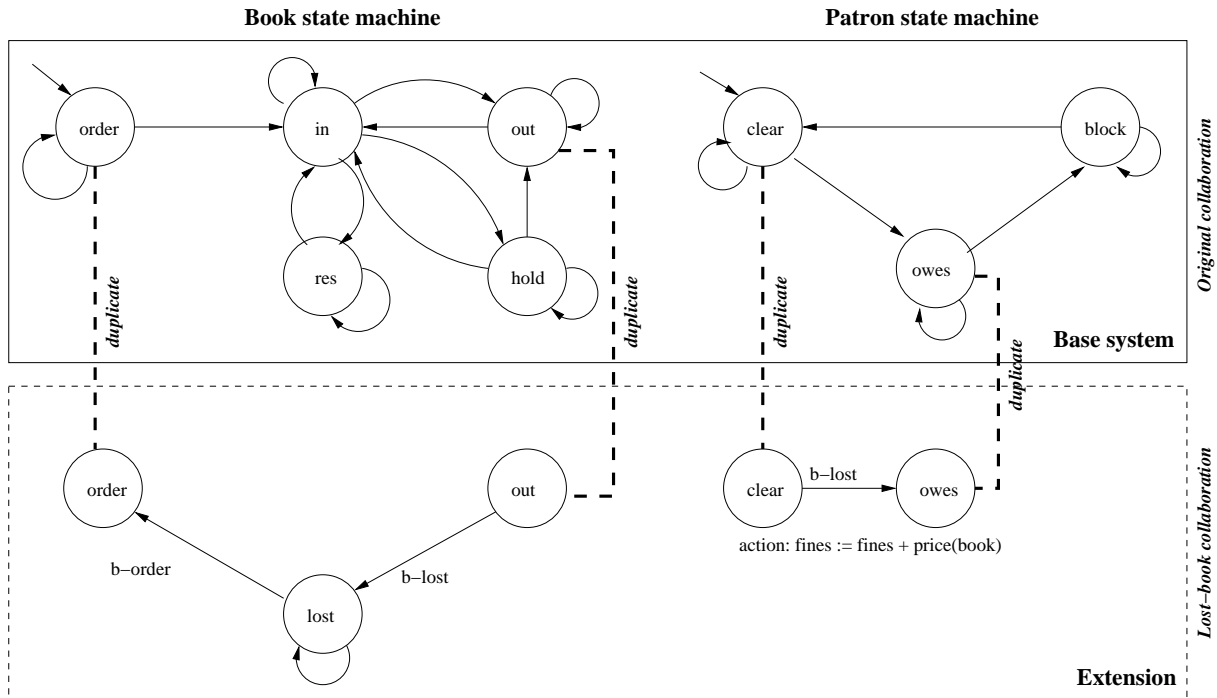 Book state machine
Patron state machine
order
in
out
clear
block
res
hold
owes
duplicate
duplicate
duplicate
duplicate
Original collaboration
Base system
order
out
clear
b−lost
owes
action: fines := fines + price(book)
b−order
b−lost
lost
Lost−book collaboration
Extension